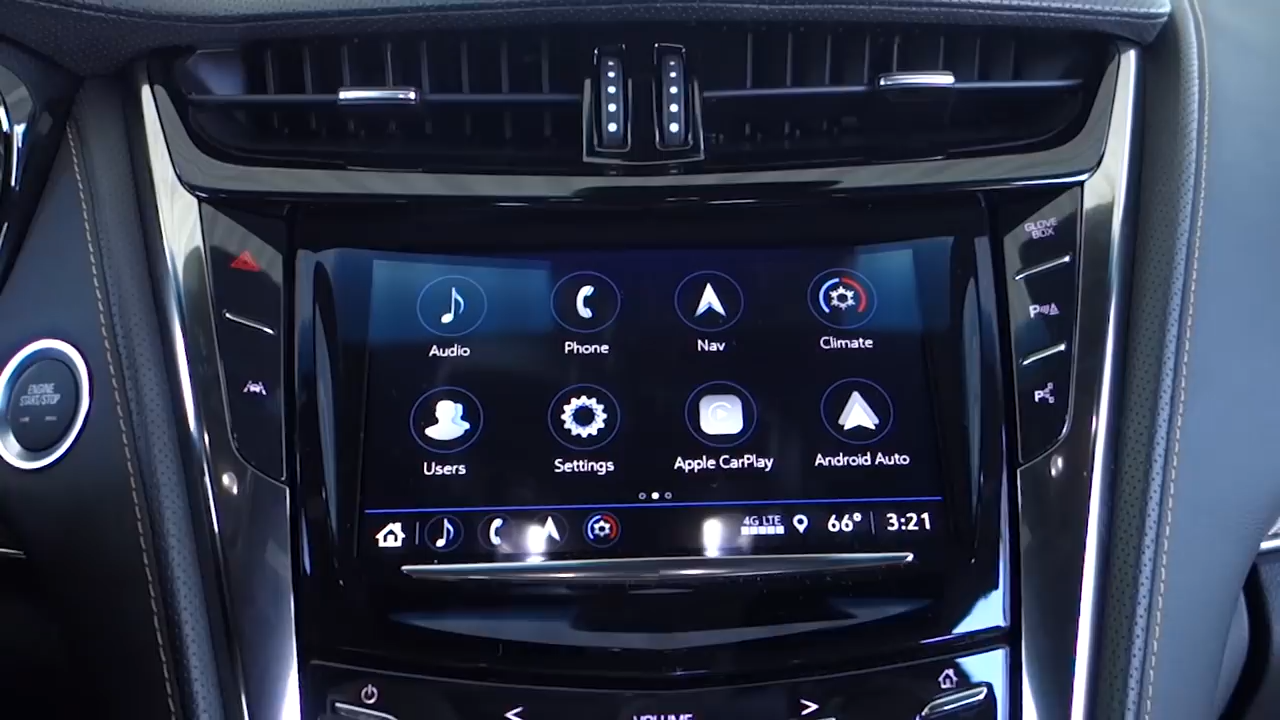 GLOVE
BOX
Audio
Phone
Nav
Climate
ENGINE
START/STOP
P
P
Users
Settings
Apple CarPlay
Android Auto
4G LTE
66°
3:21
VOLUME